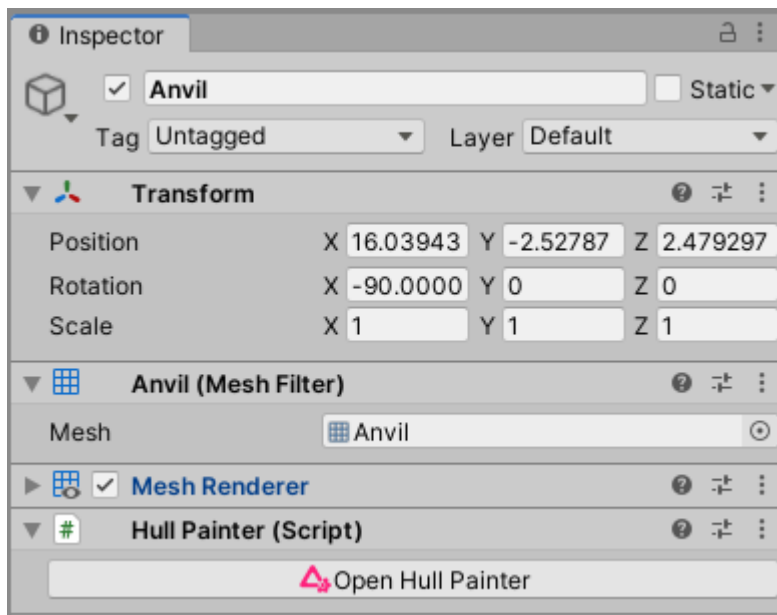 Inspector
Anvil Static
Tag Untagged Layer Default
Transform
Position X 16.03943 Y -2.52787 Z 2.479297
Rotation X -90.0000 Y 0 Z 0
Scale X 1 Y 1 Z 1
Anvil (Mesh Filter)
Mesh Anvil
Mesh Renderer
# Hull Painter (Script)
Open Hull Painter